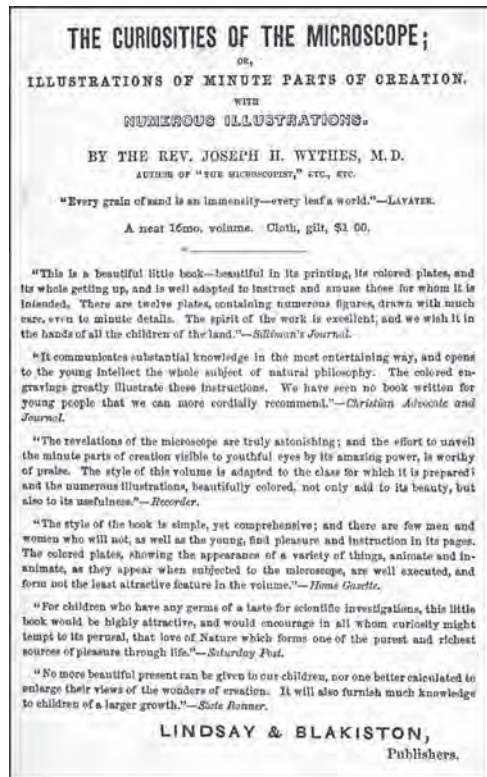 THE CURIOSITIES OF THE MICROSCOPE;
OR,
ILLUSTRATIONS OF MINUTE PARTS OF CREATION.
WITH
NUMEROUS ILLUSTRATIONS.
BY THE REV. JOSEPH H. WYTHES, M.D.
AUTHOR OF "THE MICROSCOPIST," ETC., ETC.
"Every grain of sand is an immensity—every leaf a world."—LAVATER.
A neat 16mo. volume. Cloth, gilt, $1 00.
"This is a beautiful little book—beautiful in its printing, its colored plates, and
its whole getting up, and is well adapted to instruct and amuse those for whom it is
intended. There are twelve plates, containing numerous figures, drawn with much
care, even to minute details. The spirit of the work is excellent, and we wish it in
the hands of all the children of the land."—Silliman's Journal.
"It communicates substantial knowledge in the most entertaining way, and opens
to the young intellect the whole subject of natural philosophy. The colored en-
gravings greatly illustrate these instructions. We have seen no book written for
young people that we can more cordially recommend."—Christian Advocate and
Journal.
"The revelations of the microscope are truly astonishing; and the effort to unveil
the minute parts of creation visible to youthful eyes by its amazing power, is worthy
of praise. The style of this volume is adapted to the class for which it is prepared;
and the numerous illustrations, beautifully colored, not only add to its beauty, but
also to its usefulness."—Recorder.
"The style of the book is simple, yet comprehensive; and there are few men and
women who will not, as well as the young, find pleasure and instruction in its pages.
The colored plates, showing the appearance of a variety of things, animate and in-
animate, as they appear when subjected to the microscope, are well executed, and
form not the least attractive feature in the volume."—Home Gazette.
"For children who have any germs of a taste for scientific investigations, this little
book would be highly attractive, and would encourage in all whom curiosity might
tempt to its perusal, that love of Nature which forms one of the purest and richest
sources of pleasure through life."—Saturday Post.
"No more beautiful present can be given to our children, nor one better calculated to
enlarge their views of the wonders of creation. It will also furnish much knowledge
to children of a larger growth."—State Banner.
LINDSAY & BLAKISTON,
Publishers.